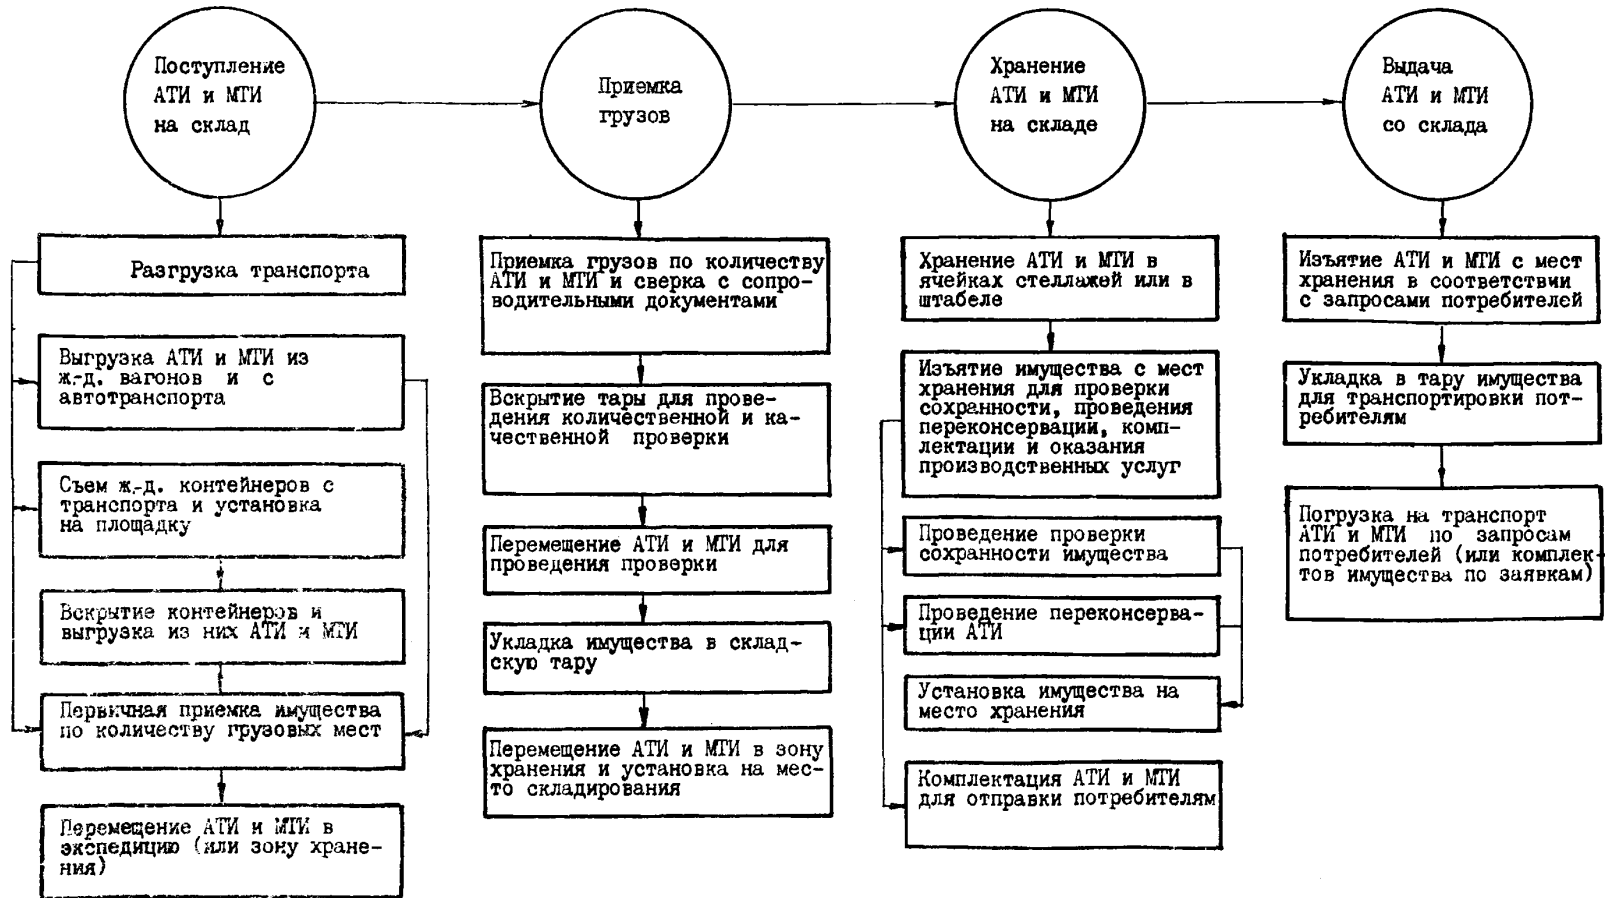 Поступление
АТИ и МТИ
на склад
Приемка
грузов
Хранение
АТИ и МТИ
на складе
Выдача
АТИ и МТИ
со склада
Разгрузка транспорта
Выгрузка АТИ и МТИ из
ж.-д. вагонов и с
автотранспорта
Съем ж.-д. контейнеров с
транспорта и установка
на площадку
Вскрытие контейнеров и
выгрузка из них АТИ и МТИ
Первичная приемка имущества
по количеству грузовых мест
Перемещение АТИ и МТИ в
экспедицию (или зону хране-
ния)
Приемка грузов по количеству
АТИ и МТИ и сверка с сопро-
водительными документами
Вскрытие тары для прове-
дения количественной и ка-
чественной проверки
Перемещение АТИ и МТИ для
проведения проверки
Укладка имущества в склад-
скую тару
Перемещение АТИ и МТИ в зону
хранения и установка на мес-
то складирования
Хранение АТИ и МТИ в
ячейках стеллажей или в
штабеле
Изъятие имущества с мест
хранения для проверки
сохранности, проведения
переконсервации, комп-
лектации и оказания
производственных услуг
Проведение проверки
сохранности имущества
Проведение переконсерва-
ции АТИ
Установка имущества на
место хранения
Комплектация АТИ и МТИ
для отправки потребителям
Изъятие АТИ и МТИ с мест
хранения в соответствии
с запросами потребителей
Укладка в тару имущества
для транспортировки пот-
ребителям
Погрузка на транспорт
АТИ и МТИ по запросам
потребителей (или комплек-
тов имущества по заявкам)